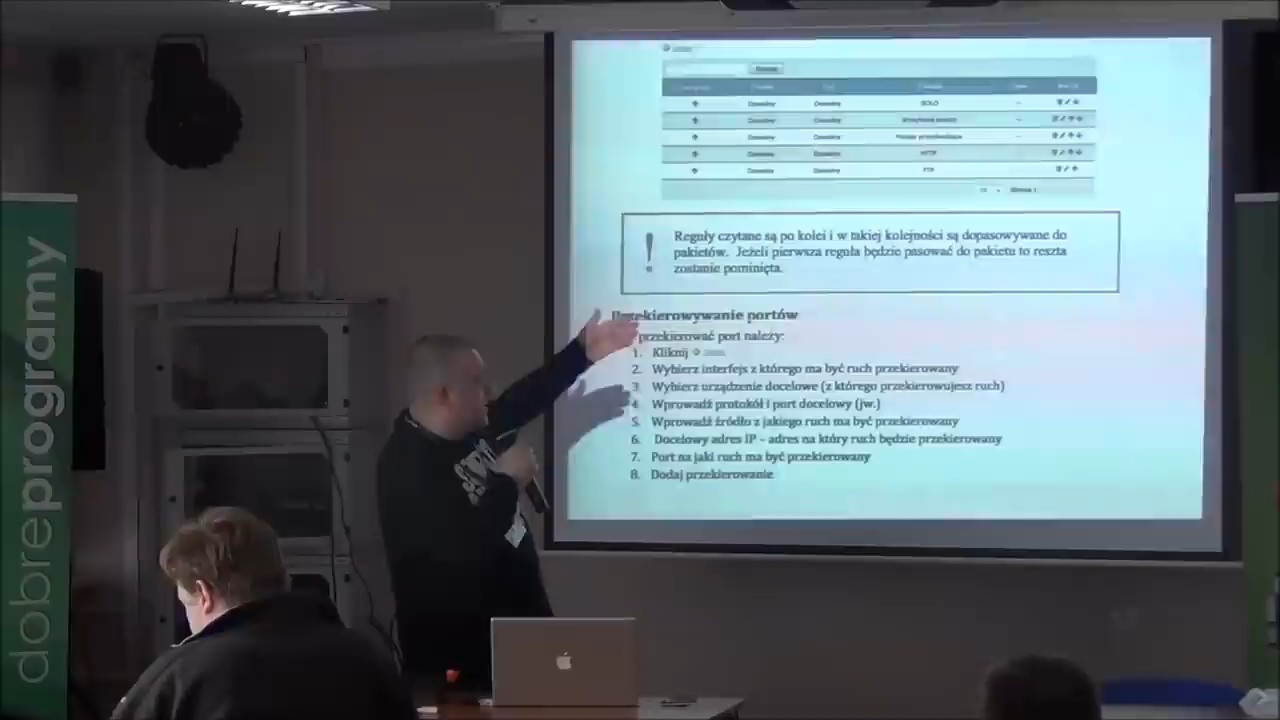 SOLO
HTTP
FTP
Reguły czytane są po kolei i w takiej kolejności są dopasowywane do
pakietów. Jeżeli pierwsza reguła będzie pasować do pakietu to reszta
zostanie pominięta.
Przekierowywanie portów
przekierować port należy:
1. Kliknij
2. Wybierz interfejs z którego ma być ruch przekierowany
3. Wybierz urządzenie docelowe (z którego przekierowujesz ruch)
4. Wprowadź protokół i port docelowy (jw.)
5. Wprowadź źródło z jakiego ruch ma być przekierowany
6. Docelowy adres IP – adres na który ruch będzie przekierowany
7. Port na jaki ruch ma być przekierowany
8. Dodaj przekierowanie
dobreprogramy